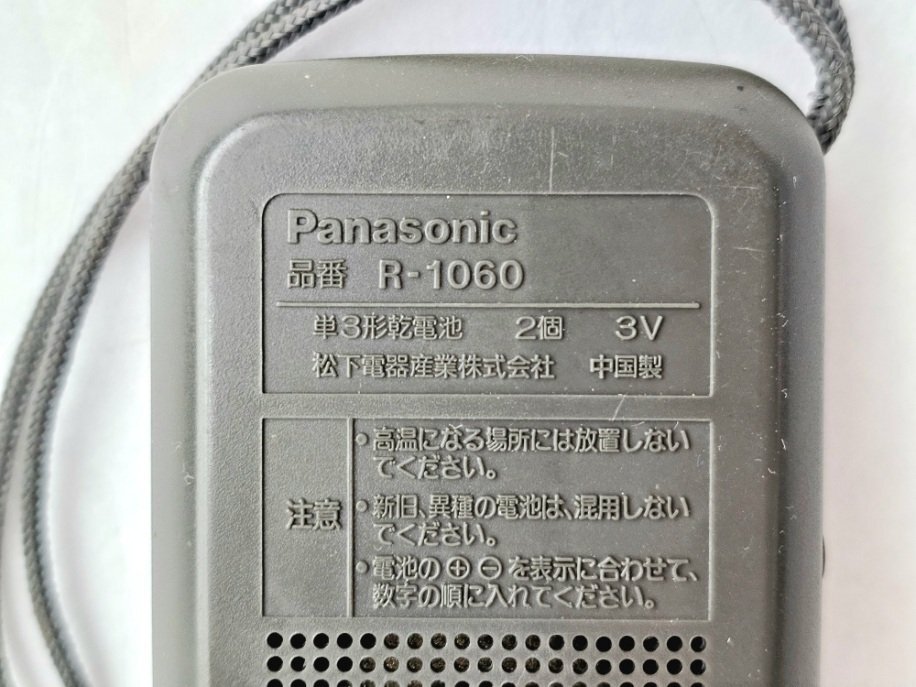 Panasonic
品番 R-1060
単3形乾電池 2個 3V
松下電器産業株式会社 中国製
注意
•高温になる場所には放置しない
でください。
•新旧、異種の電池は、混用しない
でください。
•電池の⊕⊖を表示に合わせて、
数字の順に入れてください。